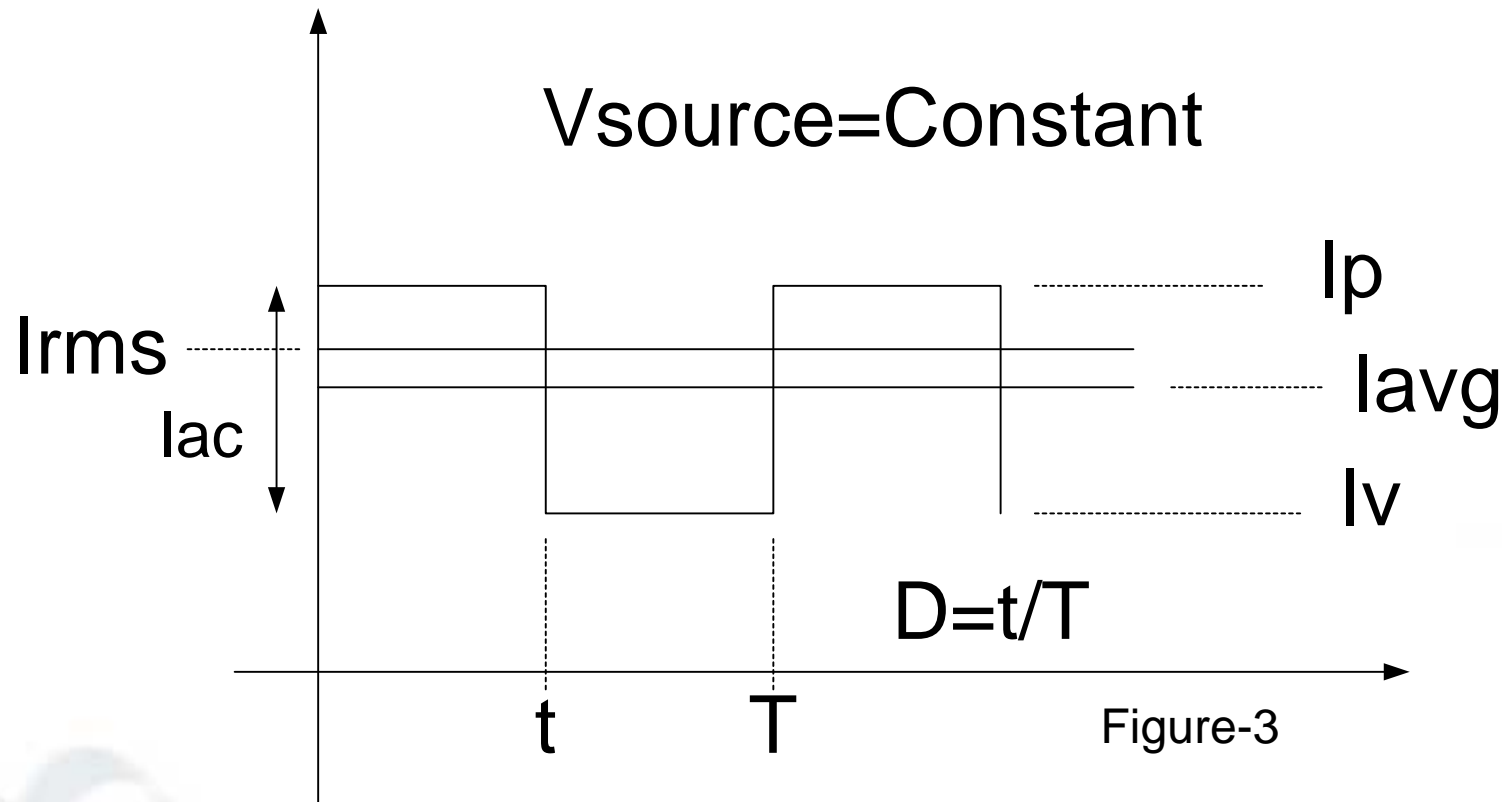 Vsource=Constant
Ip
Irms
Iavg
Iac
Iv
D=t/T
t
T
Figure-3